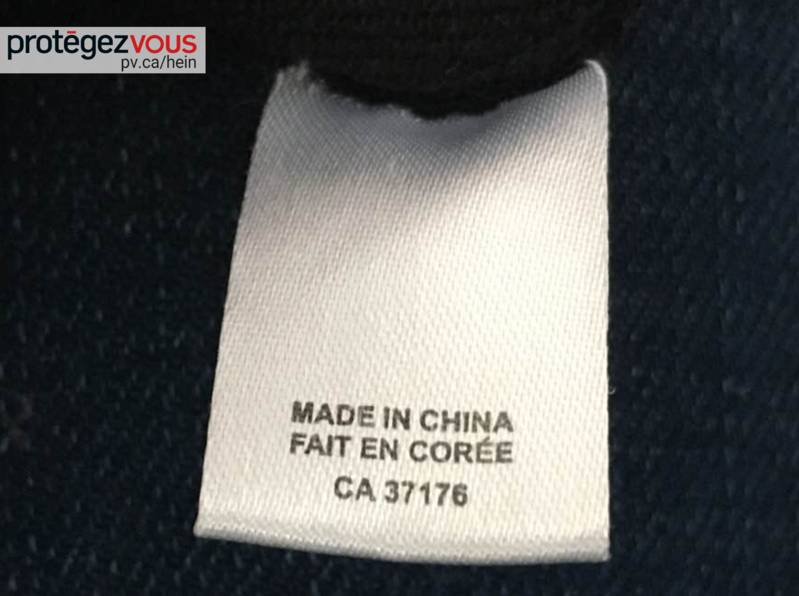 protégezvous
pv.ca/hein
MADE IN CHINA
FAIT EN CORÉE
CA 37176